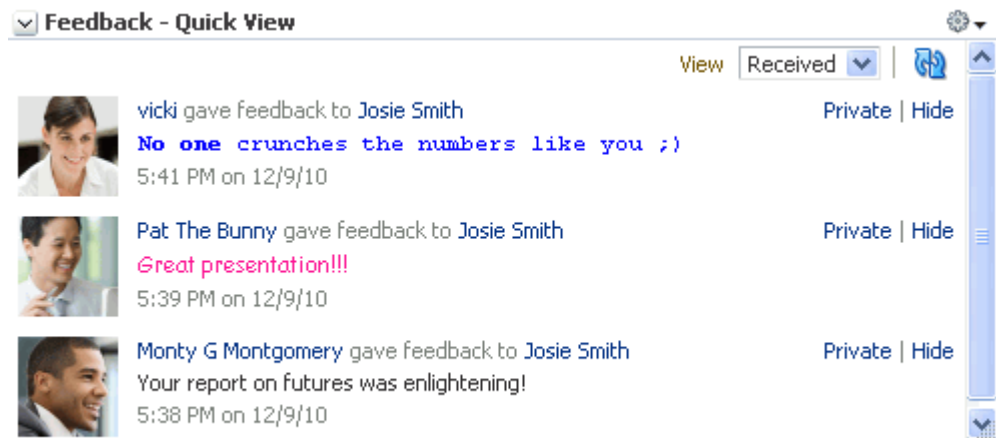 Feedback - Quick View
View Received
vicki gave feedback to Josie Smith Private | Hide
No one crunches the numbers like you ;)
5:41 PM on 12/9/10
Pat The Bunny gave feedback to Josie Smith Private | Hide
Great presentation!!!
5:39 PM on 12/9/10
Monty G Montgomery gave feedback to Josie Smith Private | Hide
Your report on futures was enlightening!
5:38 PM on 12/9/10